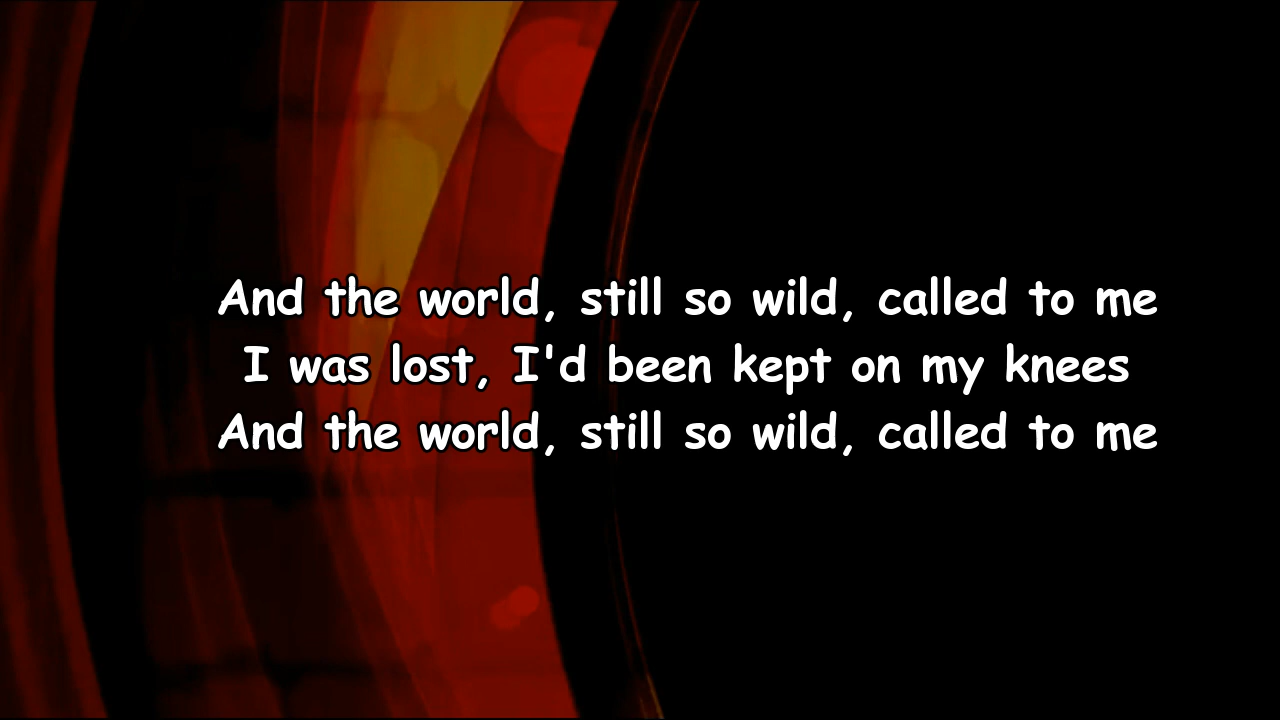 And the world, still so wild, called to me
I was lost, I'd been kept on my knees
And the world, still so wild, called to me